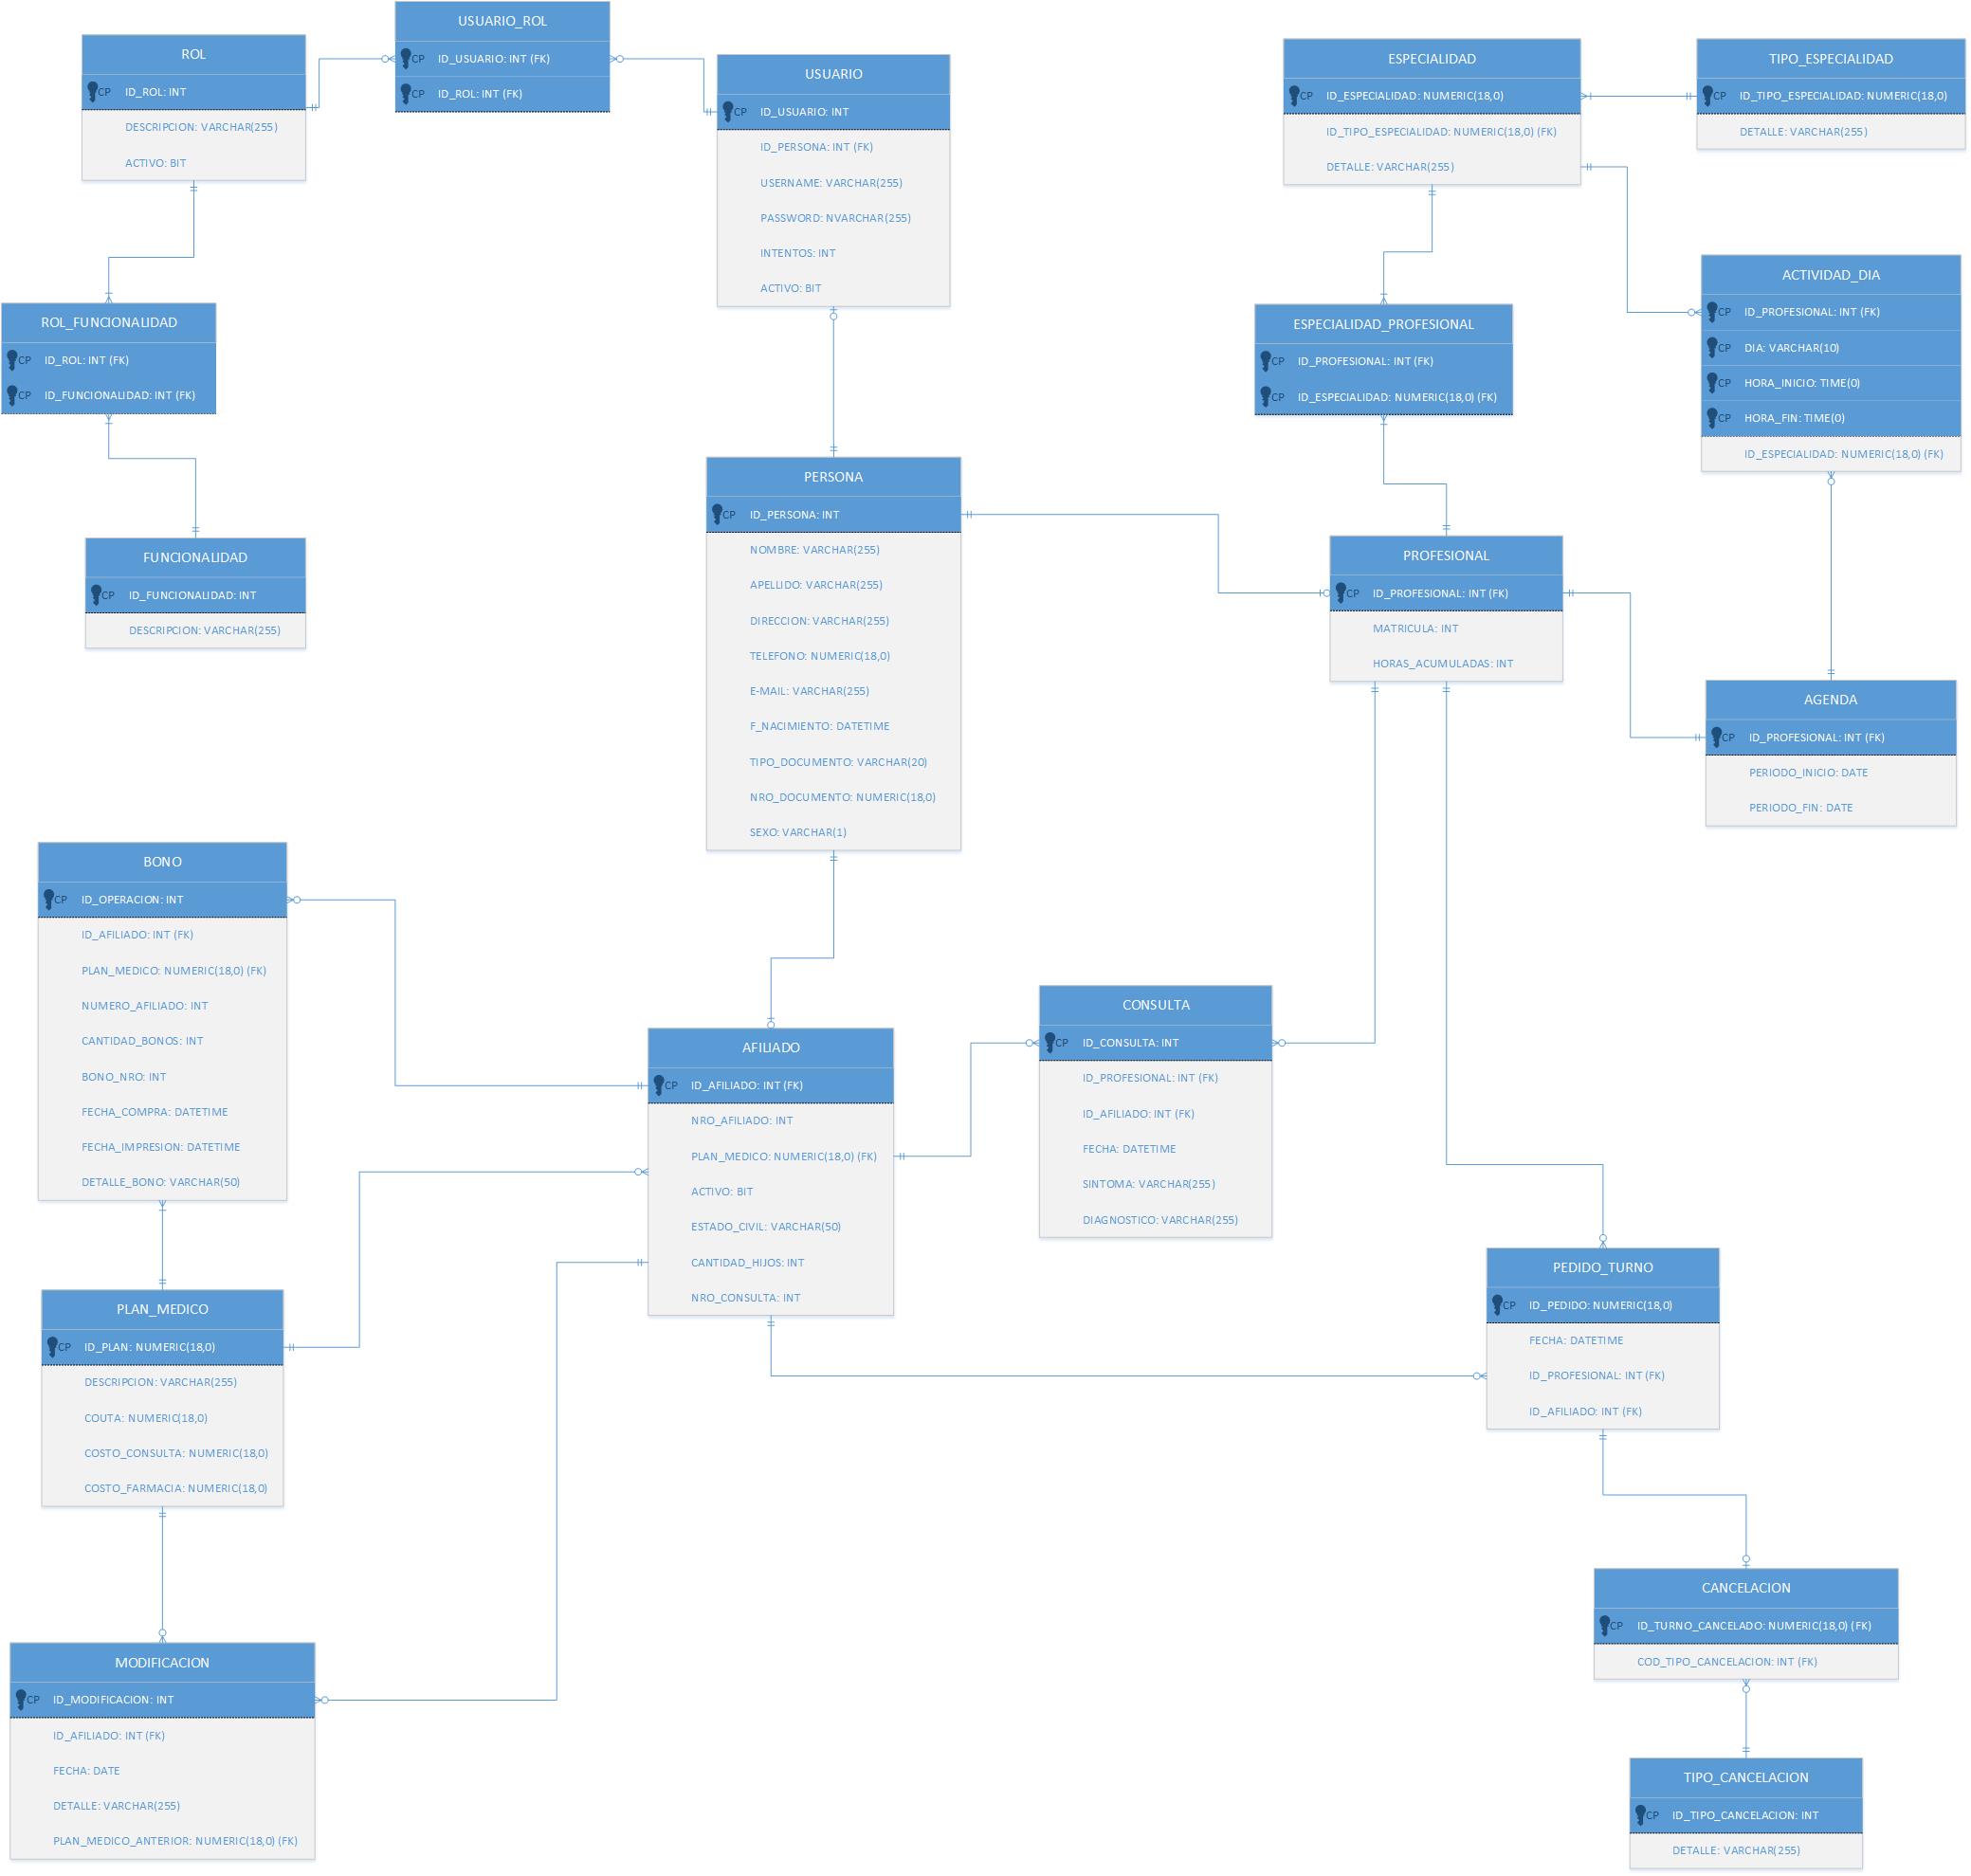 ROL
CP ID_ROL: INT
DESCRIPCION: VARCHAR(255)
ACTIVO: BIT
USUARIO_ROL
CP ID_USUARIO: INT (FK)
CP ID_ROL: INT (FK)
USUARIO
CP ID_USUARIO: INT
ID_PERSONA: INT (FK)
USERNAME: VARCHAR(255)
PASSWORD: NVARCHAR(255)
INTENTOS: INT
ACTIVO: BIT
ESPECIALIDAD
CP ID_ESPECIALIDAD: NUMERIC(18,0)
ID_TIPO_ESPECIALIDAD: NUMERIC(18,0) (FK)
DETALLE: VARCHAR(255)
TIPO_ESPECIALIDAD
CP ID_TIPO_ESPECIALIDAD: NUMERIC(18,0)
DETALLE: VARCHAR(255)
ROL_FUNCIONALIDAD
CP ID_ROL: INT (FK)
CP ID_FUNCIONALIDAD: INT (FK)
ESPECIALIDAD_PROFESIONAL
CP ID_PROFESIONAL: INT (FK)
CP ID_ESPECIALIDAD: NUMERIC(18,0) (FK)
ACTIVIDAD_DIA
CP ID_PROFESIONAL: INT (FK)
CP DIA: VARCHAR(10)
CP HORA_INICIO: TIME(0)
CP HORA_FIN: TIME(0)
ID_ESPECIALIDAD: NUMERIC(18,0) (FK)
FUNCIONALIDAD
CP ID_FUNCIONALIDAD: INT
DESCRIPCION: VARCHAR(255)
PERSONA
CP ID_PERSONA: INT
NOMBRE: VARCHAR(255)
APELLIDO: VARCHAR(255)
DIRECCION: VARCHAR(255)
TELEFONO: NUMERIC(18,0)
E-MAIL: VARCHAR(255)
F_NACIMIENTO: DATETIME
TIPO_DOCUMENTO: VARCHAR(20)
NRO_DOCUMENTO: NUMERIC(18,0)
SEXO: VARCHAR(1)
PROFESIONAL
CP ID_PROFESIONAL: INT (FK)
MATRICULA: INT
HORAS_ACUMULADAS: INT
AGENDA
CP ID_PROFESIONAL: INT (FK)
PERIODO_INICIO: DATE
PERIODO_FIN: DATE
BONO
CP ID_OPERACION: INT
ID_AFILIADO: INT (FK)
PLAN_MEDICO: NUMERIC(18,0) (FK)
NUMERO_AFILIADO: INT
CANTIDAD_BONOS: INT
BONO_NRO: INT
FECHA_COMPRA: DATETIME
FECHA_IMPRESION: DATETIME
DETALLE_BONO: VARCHAR(50)
AFILIADO
CP ID_AFILIADO: INT (FK)
NRO_AFILIADO: INT
PLAN_MEDICO: NUMERIC(18,0) (FK)
ACTIVO: BIT
ESTADO_CIVIL: VARCHAR(50)
CANTIDAD_HIJOS: INT
NRO_CONSULTA: INT
CONSULTA
CP ID_CONSULTA: INT
ID_PROFESIONAL: INT (FK)
ID_AFILIADO: INT (FK)
FECHA: DATETIME
SINTOMA: VARCHAR(255)
DIAGNOSTICO: VARCHAR(255)
PLAN_MEDICO
CP ID_PLAN: NUMERIC(18,0)
DESCRIPCION: VARCHAR(255)
COUTA: NUMERIC(18,0)
COSTO_CONSULTA: NUMERIC(18,0)
COSTO_FARMACIA: NUMERIC(18,0)
PEDIDO_TURNO
CP ID_PEDIDO: NUMERIC(18,0)
FECHA: DATETIME
ID_PROFESIONAL: INT (FK)
ID_AFILIADO: INT (FK)
CANCELACION
CP ID_TURNO_CANCELADO: NUMERIC(18,0) (FK)
COD_TIPO_CANCELACION: INT (FK)
MODIFICACION
CP ID_MODIFICACION: INT
ID_AFILIADO: INT (FK)
FECHA: DATE
DETALLE: VARCHAR(255)
PLAN_MEDICO_ANTERIOR: NUMERIC(18,0) (FK)
TIPO_CANCELACION
CP ID_TIPO_CANCELACION: INT
DETALLE: VARCHAR(255)